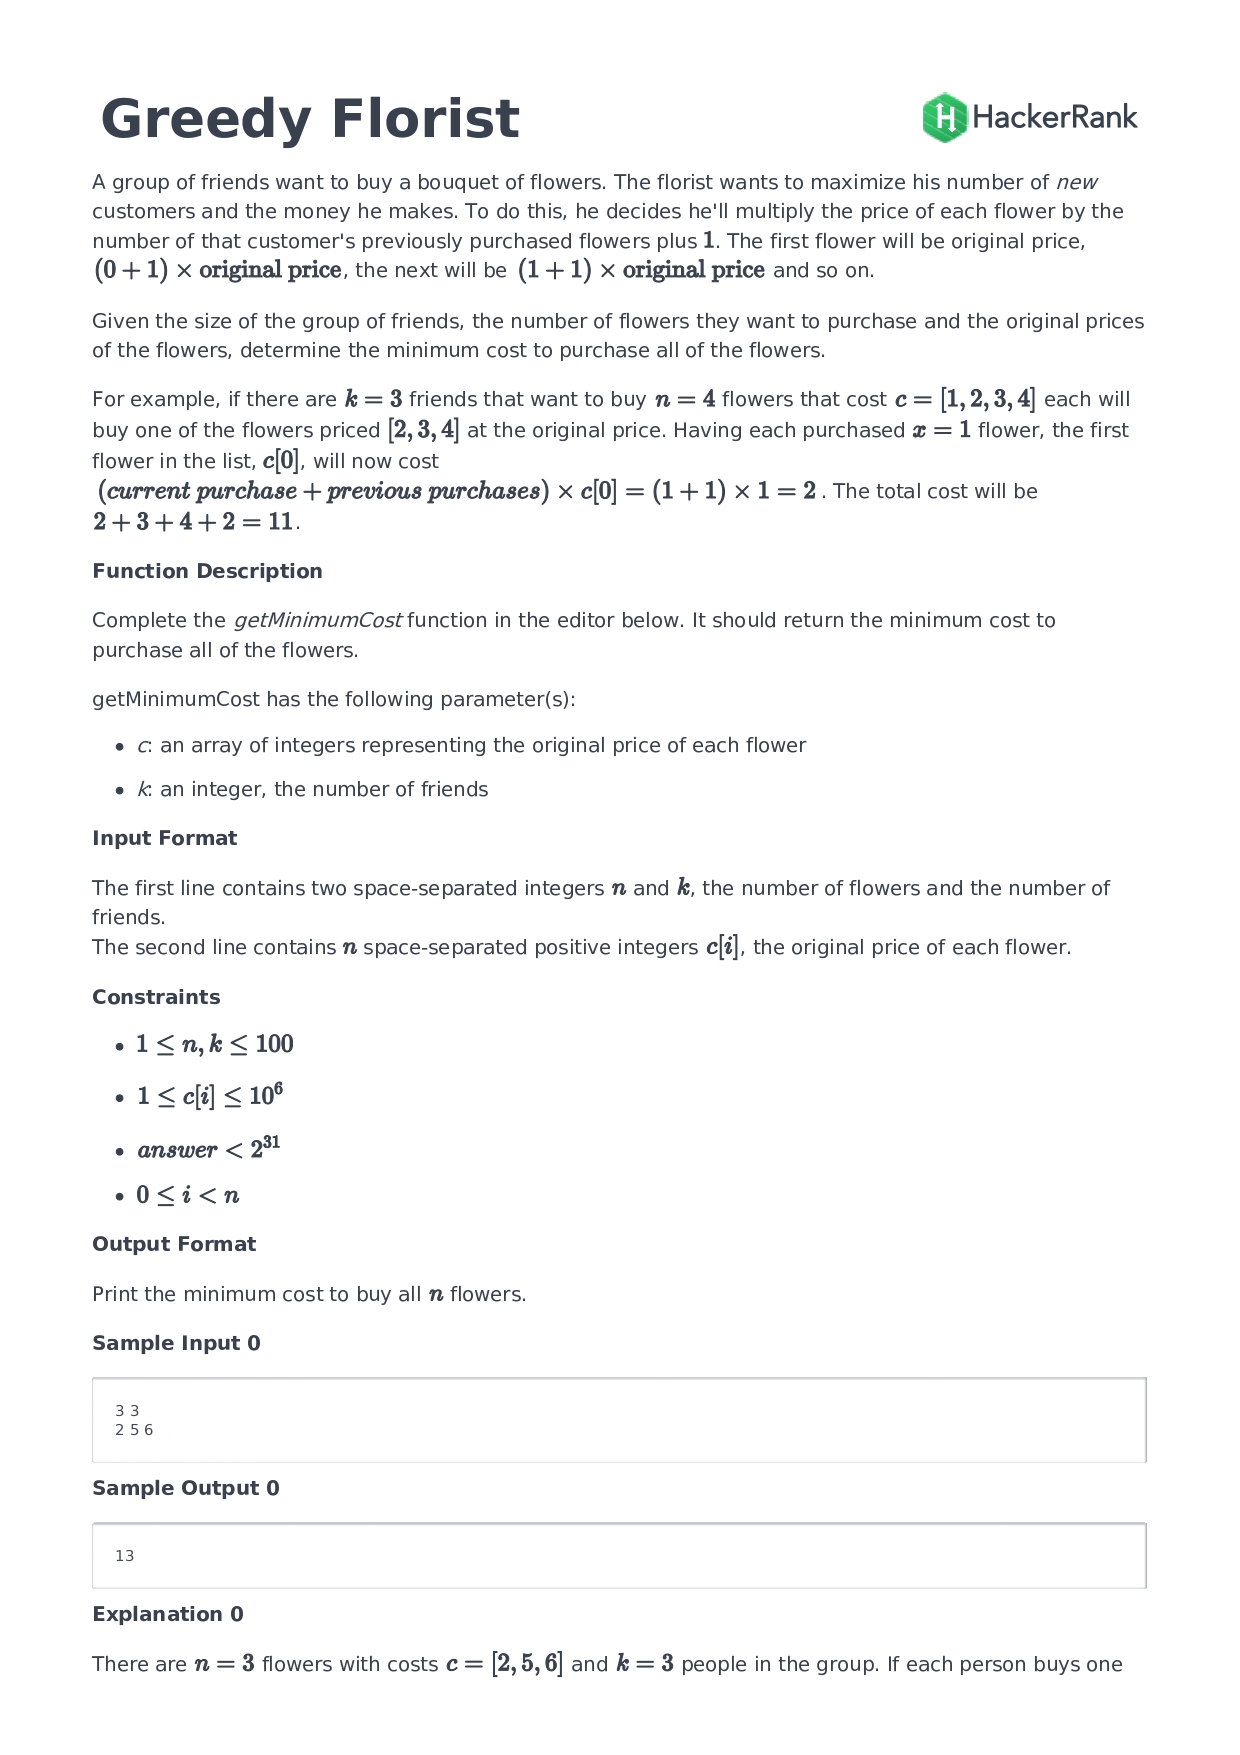 Greedy Florist
HackerRank
A group of friends want to buy a bouquet of flowers. The florist wants to maximize his number of new
customers and the money he makes. To do this, he decides he'll multiply the price of each flower by the
number of that customer's previously purchased flowers plus 1. The first flower will be original price,
(0 + 1) × original price, the next will be (1 + 1) × original price and so on.
Given the size of the group of friends, the number of flowers they want to purchase and the original prices
of the flowers, determine the minimum cost to purchase all of the flowers.
For example, if there are k = 3 friends that want to buy n = 4 flowers that cost c = [1, 2, 3, 4] each will
buy one of the flowers priced [2, 3, 4] at the original price. Having each purchased x = 1 flower, the first
flower in the list, c[0], will now cost
(current purchase + previous purchases) × c[0] = (1 + 1) × 1 = 2 . The total cost will be
2 + 3 + 4 + 2 = 11.
Function Description
Complete the getMinimumCost function in the editor below. It should return the minimum cost to
purchase all of the flowers.
getMinimumCost has the following parameter(s):
• c: an array of integers representing the original price of each flower
• k: an integer, the number of friends
Input Format
The first line contains two space-separated integers n and k, the number of flowers and the number of
friends.
The second line contains n space-separated positive integers c[i], the original price of each flower.
Constraints
• 1 ≤ n, k ≤ 100
• 1 ≤ c[i] ≤ 10⁶
• answer < 2³¹
• 0 ≤ i < n
Output Format
Print the minimum cost to buy all n flowers.
Sample Input 0
3 3
2 5 6
Sample Output 0
13
Explanation 0
There are n = 3 flowers with costs c = [2, 5, 6] and k = 3 people in the group. If each person buys one